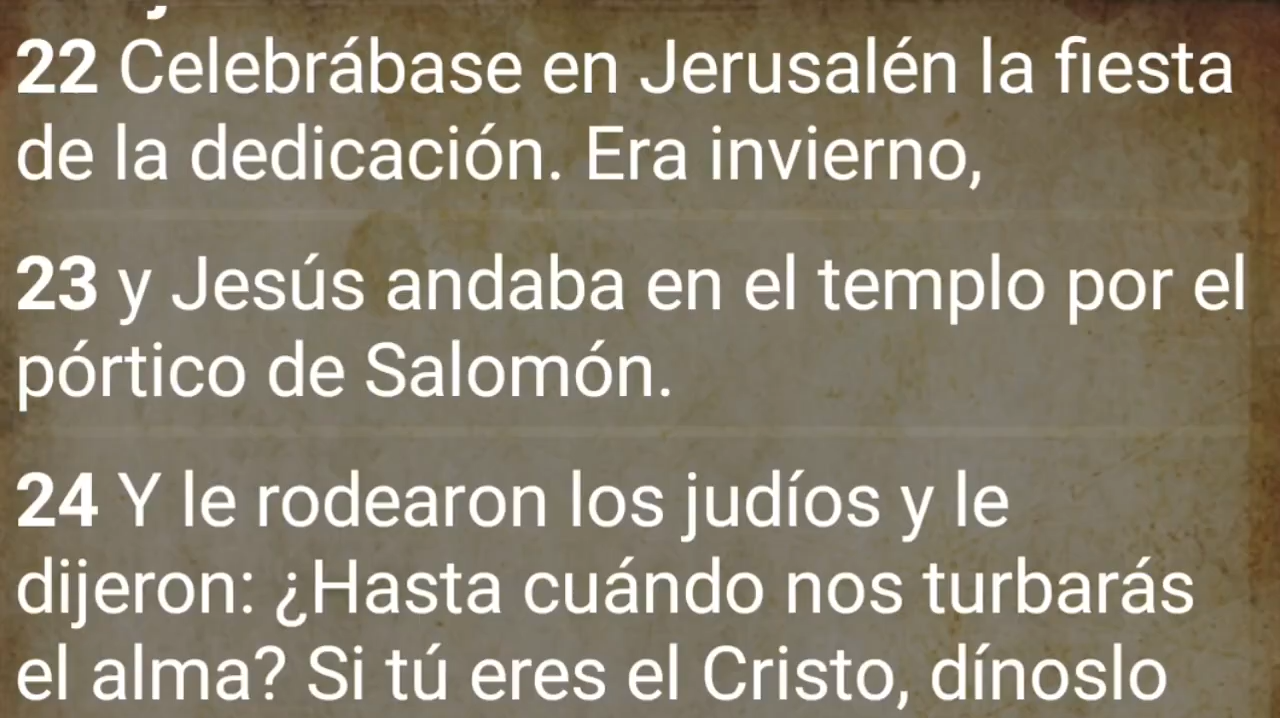 22 Celebrábase en Jerusalén la fiesta
de la dedicación. Era invierno,
23 y Jesús andaba en el templo por el
pórtico de Salomón.
24 Y le rodearon los judíos y le
dijeron: ¿Hasta cuándo nos turbarás
el alma? Si tú eres el Cristo, dínoslo